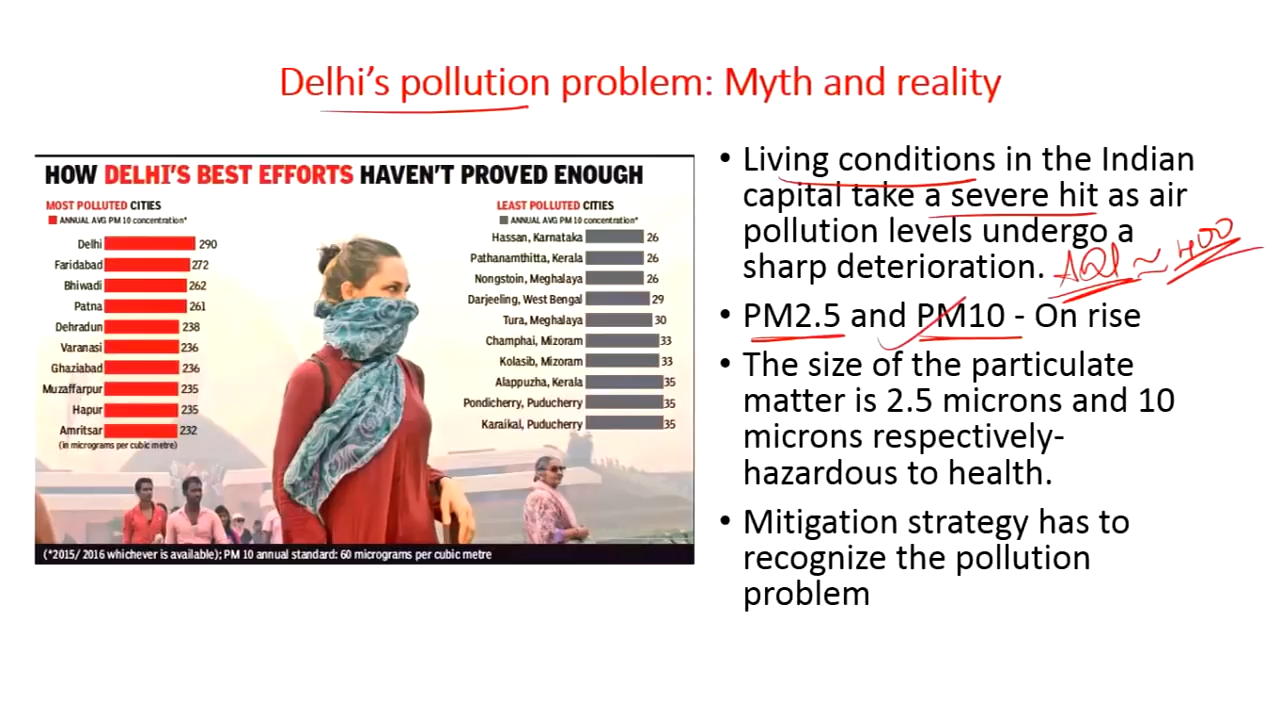 Delhi's pollution problem: Myth and reality
HOW DELHI'S BEST EFFORTS HAVEN'T PROVED ENOUGH
MOST POLLUTED CITIES
ANNUAL AVG PM 10 concentration*
Delhi 290
Faridabad 272
Bhiwadi 262
Patna 261
Dehradun 238
Varanasi 236
Ghaziabad 236
Muzaffarpur 235
Hapur 235
Amritsar 232
(in micrograms per cubic metre)
LEAST POLLUTED CITIES
ANNUAL AVG PM 10 concentration*
Hassan, Karnataka 26
Pathanamthitta, Kerala 26
Nongstoin, Meghalaya 26
Darjeeling, West Bengal 29
Tura, Meghalaya 30
Champhai, Mizoram 33
Kolasib, Mizoram 33
Alappuzha, Kerala 35
Pondicherry, Puducherry 35
Karaikal, Puducherry 35
(*2015/ 2016 whichever is available); PM 10 annual standard: 60 micrograms per cubic metre
• Living conditions in the Indian
capital take a severe hit as air
pollution levels undergo a
sharp deterioration.
AQI ~ 400
• PM2.5 and PM10 - On rise
• The size of the particulate
matter is 2.5 microns and 10
microns respectively-
hazardous to health.
• Mitigation strategy has to
recognize the pollution
problem